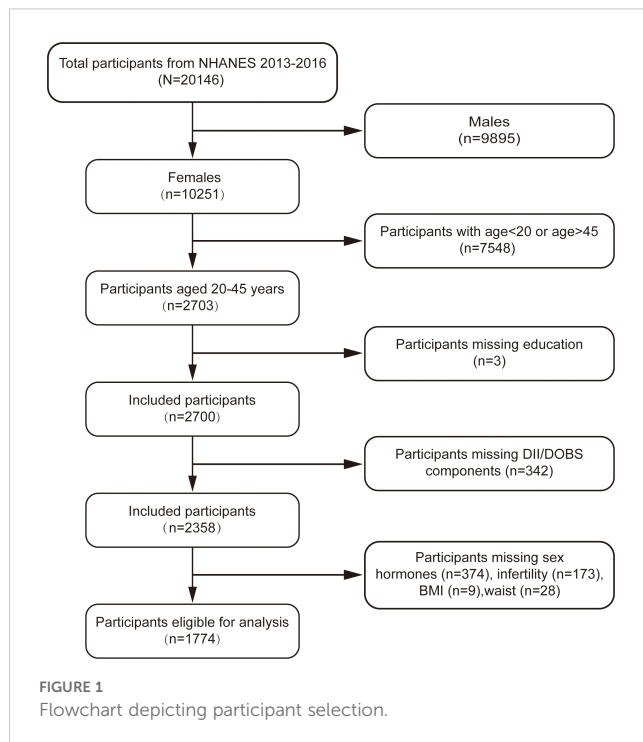 Total participants from NHANES 2013-2016
(N=20146)
Males
(n=9895)
Females
(n=10251)
Participants with age<20 or age>45
(n=7548)
Participants aged 20-45 years
(n=2703)
Participants missing education
(n=3)
Included participants
(n=2700)
Participants missing DII/DOBS
components (n=342)
Included participants
(n=2358)
Participants missing sex
hormones (n=374), infertility (n=173),
BMI (n=9),waist (n=28)
Participants eligible for analysis
(n=1774)
FIGURE 1
Flowchart depicting participant selection.